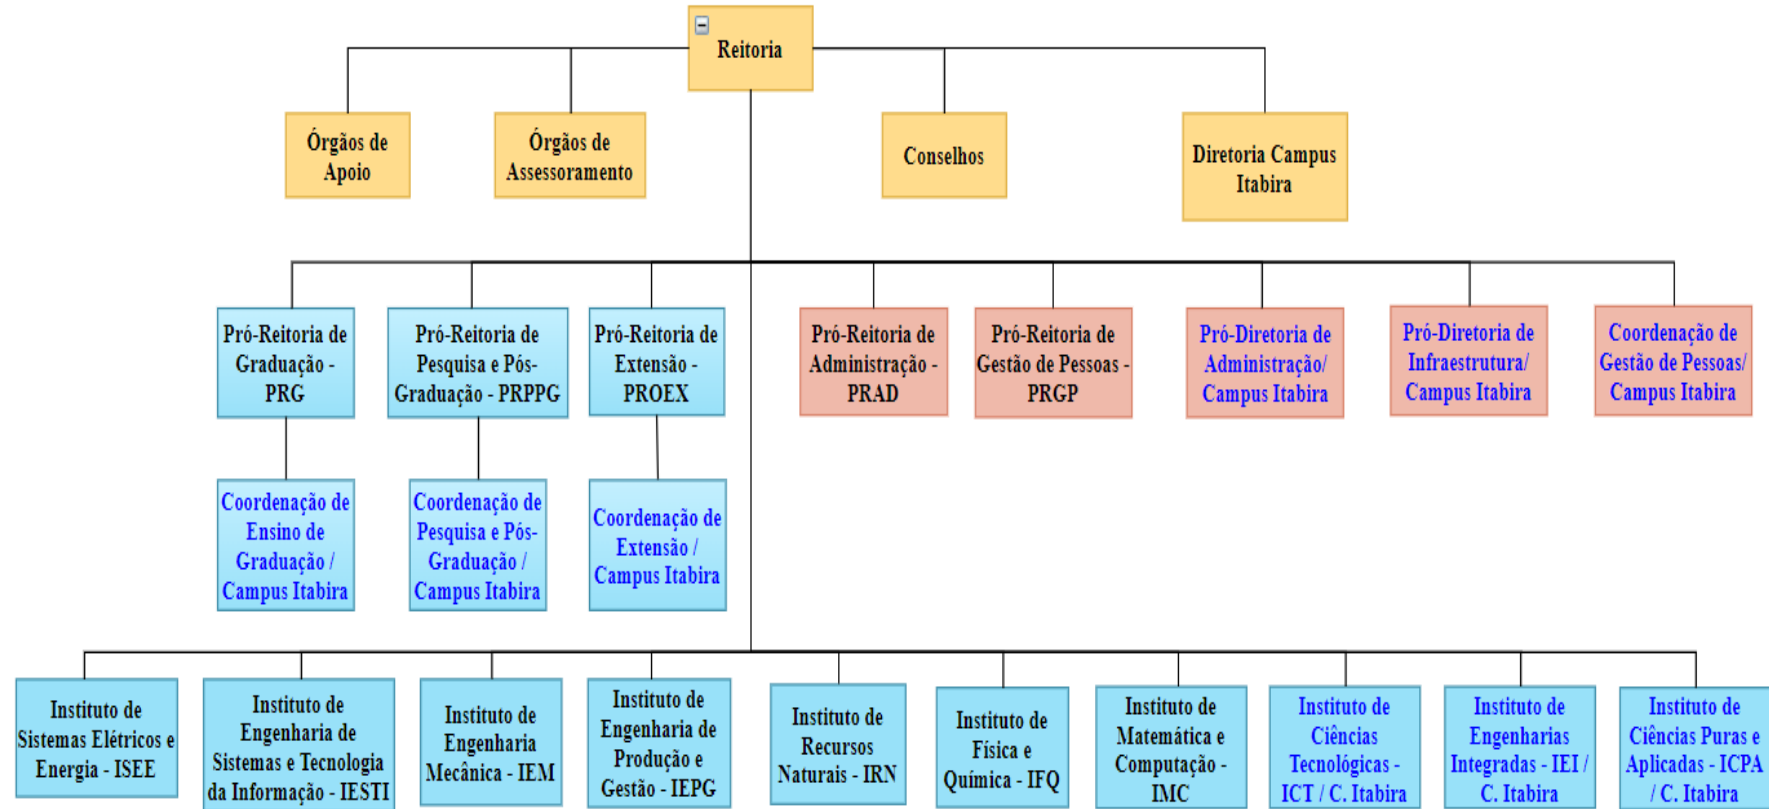 Reitoria
Órgãos de
Apoio
Órgãos de
Assessoramento
Conselhos
Diretoria Campus
Itabira
Pró-Reitoria de
Graduação -
PRG
Pró-Reitoria de
Pesquisa e Pós-
Graduação - PRPPG
Pró-Reitoria de
Extensão -
PROEX
Pró-Reitoria de
Administração -
PRAD
Pró-Reitoria de
Gestão de Pessoas -
PRGP
Pró-Diretoria de
Administração/
Campus Itabira
Pró-Diretoria de
Infraestrutura/
Campus Itabira
Coordenação de
Gestão de Pessoas/
Campus Itabira
Coordenação de
Ensino de
Graduação /
Campus Itabira
Coordenação de
Pesquisa e Pós-
Graduação /
Campus Itabira
Coordenação de
Extensão /
Campus Itabira
Instituto de
Sistemas Elétricos e
Energia - ISEE
Instituto de
Engenharia de
Sistemas e Tecnologia
da Informação - IESTI
Instituto de
Engenharia
Mecânica - IEM
Instituto de
Engenharia de
Produção e
Gestão - IEPG
Instituto de
Recursos
Naturais - IRN
Instituto de
Física e
Química - IFQ
Instituto de
Matemática e
Computação -
IMC
Instituto de
Ciências
Tecnológicas -
ICT / C. Itabira
Instituto de
Engenharias
Integradas - IEI /
C. Itabira
Instituto de
Ciências Puras e
Aplicadas - ICPA
/ C. Itabira